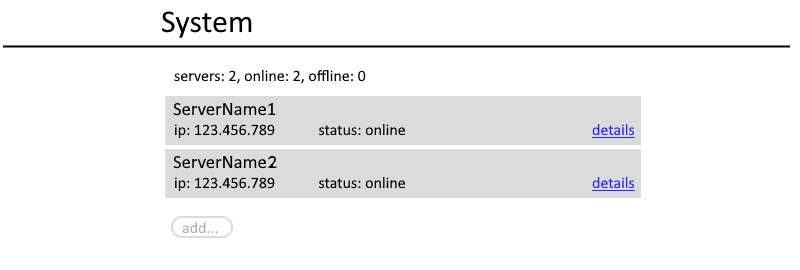 System
servers: 2, online: 2, offline: 0
ServerName1
ip: 123.456.789 status: online details
ServerName2
ip: 123.456.789 status: online details
add...